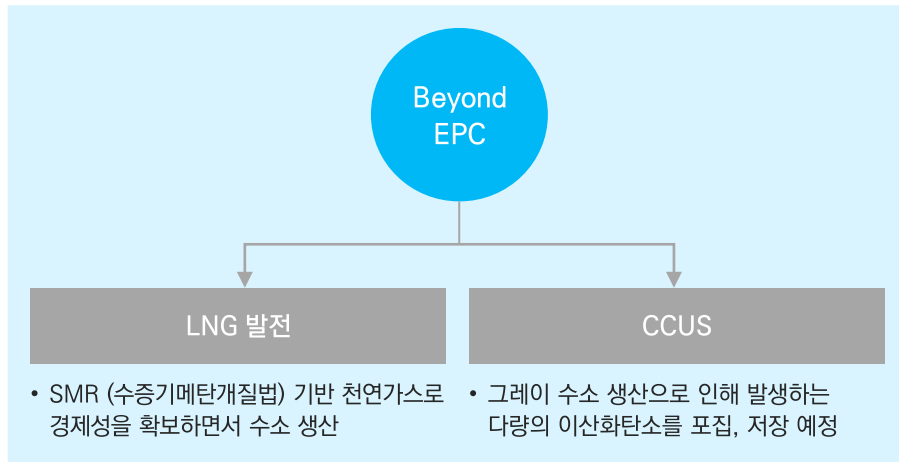 Beyond
EPC
LNG 발전
CCUS
• SMR (수증기메탄개질법) 기반 천연가스로
경제성을 확보하면서 수소 생산
• 그레이 수소 생산으로 인해 발생하는
다량의 이산화탄소를 포집, 저장 예정